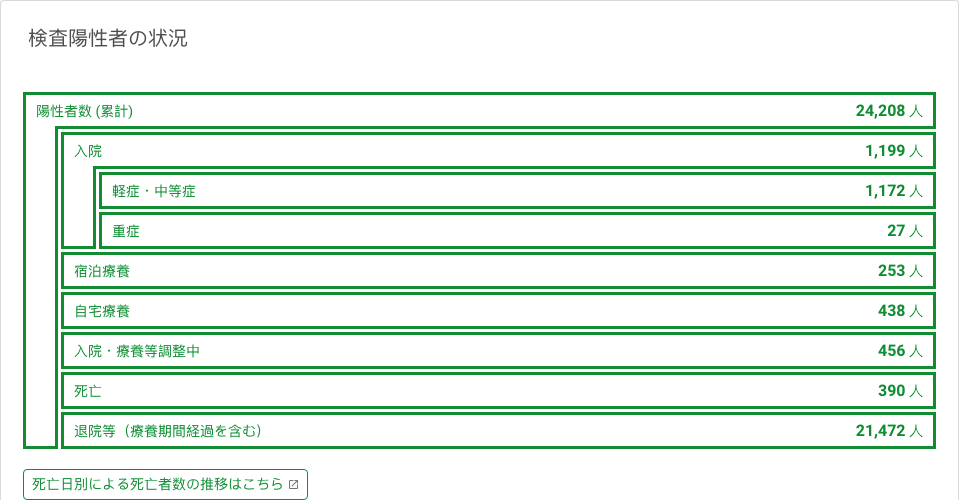 検査陽性者の状況
陽性者数 (累計) 24,208 人
入院 1,199 人
軽症・中等症 1,172 人
重症 27 人
宿泊療養 253 人
自宅療養 438 人
入院・療養等調整中 456 人
死亡 390 人
退院等（療養期間経過を含む） 21,472 人
死亡日別による死亡者数の推移はこちら